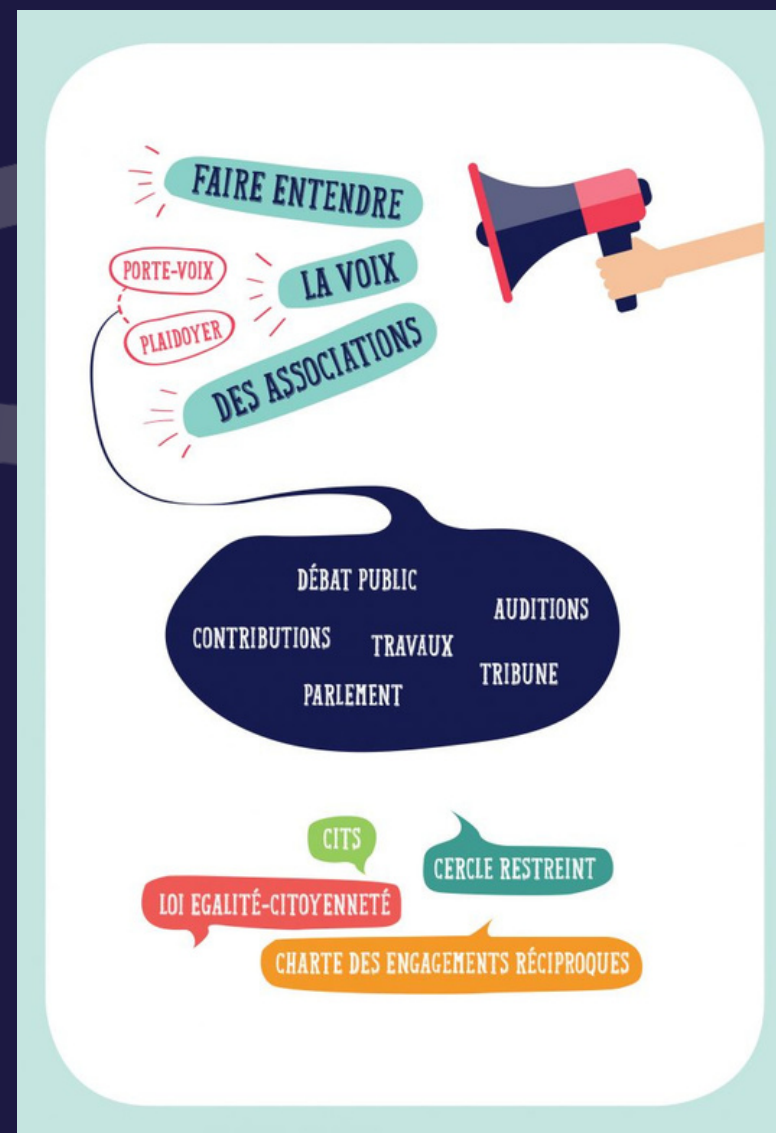 FAIRE ENTENDRE
LA VOIX
DES ASSOCIATIONS
PORTE-VOIX
PLAIDOYER
DÉBAT PUBLIC
AUDITIONS
CONTRIBUTIONS
TRAVAUX
TRIBUNE
PARLEMENT
CITS
CERCLE RESTREINT
LOI EGALITÉ-CITOYENNETÉ
CHARTE DES ENGAGEMENTS RÉCIPROQUES